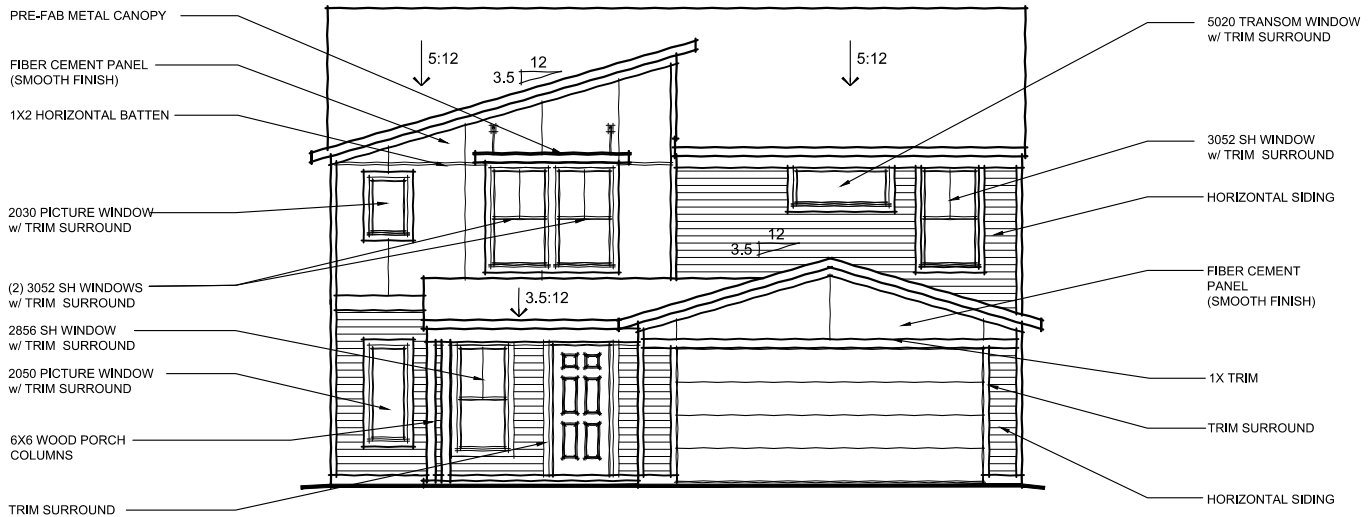 PRE-FAB METAL CANOPY
FIBER CEMENT PANEL
(SMOOTH FINISH)
1X2 HORIZONTAL BATTEN
2030 PICTURE WINDOW
w/ TRIM SURROUND
(2) 3052 SH WINDOWS
w/ TRIM SURROUND
2856 SH WINDOW
w/ TRIM SURROUND
2050 PICTURE WINDOW
w/ TRIM SURROUND
6X6 WOOD PORCH
COLUMNS
TRIM SURROUND
5:12
12
3.5
5:12
12
3.5
3.5:12
5020 TRANSOM WINDOW
w/ TRIM SURROUND
3052 SH WINDOW
w/ TRIM SURROUND
HORIZONTAL SIDING
FIBER CEMENT
PANEL
(SMOOTH FINISH)
1X TRIM
TRIM SURROUND
HORIZONTAL SIDING